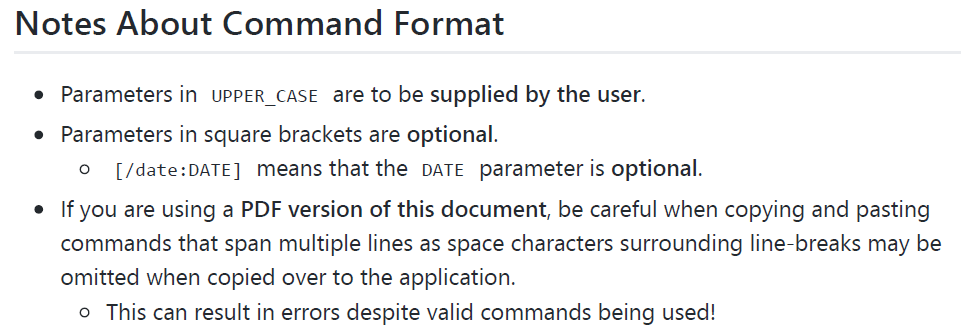 Notes About Command Format
• Parameters in UPPER_CASE are to be supplied by the user.
• Parameters in square brackets are optional.
◦ [/date:DATE] means that the DATE parameter is optional.
• If you are using a PDF version of this document, be careful when copying and pasting
commands that span multiple lines as space characters surrounding line-breaks may be
omitted when copied over to the application.
◦ This can result in errors despite valid commands being used!